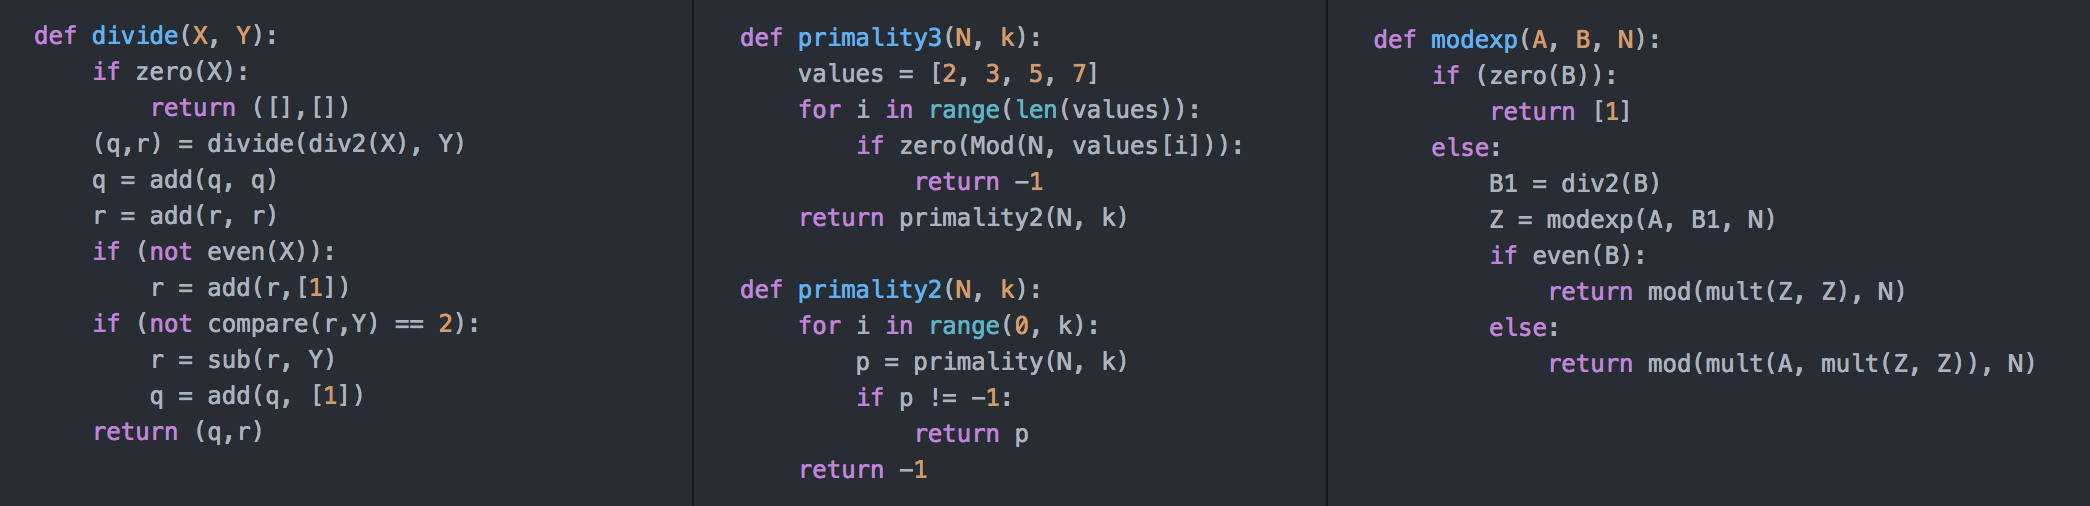 def divide(X, Y):
    if zero(X):
        return ([],[])
    (q,r) = divide(div2(X), Y)
    q = add(q, q)
    r = add(r, r)
    if (not even(X)):
        r = add(r,[1])
    if (not compare(r,Y) == 2):
        r = sub(r, Y)
        q = add(q, [1])
    return (q,r)
def primality3(N, k):
    values = [2, 3, 5, 7]
    for i in range(len(values)):
        if zero(Mod(N, values[i])):
            return -1
    return primality2(N, k)
def primality2(N, k):
    for i in range(0, k):
        p = primality(N, k)
        if p != -1:
            return p
    return -1
def modexp(A, B, N):
    if (zero(B)):
        return [1]
    else:
        B1 = div2(B)
        Z = modexp(A, B1, N)
        if even(B):
            return mod(mult(Z, Z), N)
        else:
            return mod(mult(A, mult(Z, Z)), N)